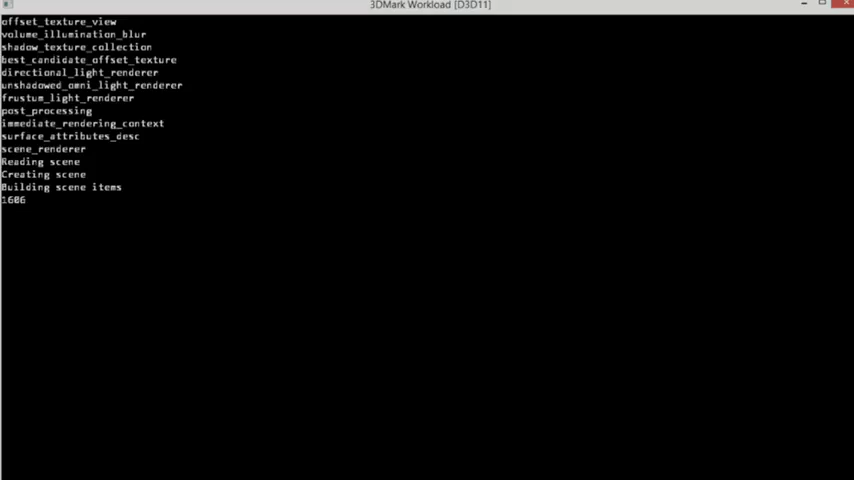 3DMark Workload [D3D11]
offset_texture_view
volume_illumination_blur
shadow_texture_collection
best_candidate_offset_texture
directional_light_renderer
unshadowed_omni_light_renderer
frustum_light_renderer
post_processing
immediate_rendering_context
surface_attributes_desc
scene_renderer
Reading scene
Creating scene
Building scene items
1606